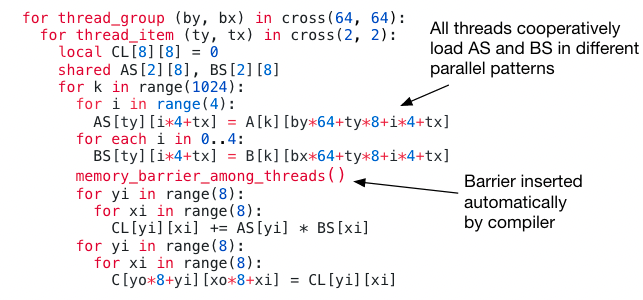 for thread_group (by, bx) in cross(64, 64):
  for thread_item (ty, tx) in cross(2, 2):
    local CL[8][8] = 0
    shared AS[2][8], BS[2][8]
    for k in range(1024):
      for i in range(4):
        AS[ty][i*4+tx] = A[k][by*64+ty*8+i*4+tx]
      for each i in 0..4:
        BS[ty][i*4+tx] = B[k][bx*64+ty*8+i*4+tx]
      memory_barrier_among_threads()
      for yi in range(8):
        for xi in range(8):
          CL[yi][xi] += AS[yi] * BS[xi]
      for yi in range(8):
        for xi in range(8):
          C[yo*8+yi][xo*8+xi] = CL[yi][xi]
All threads cooperatively
load AS and BS in different
parallel patterns
Barrier inserted
automatically
by compiler